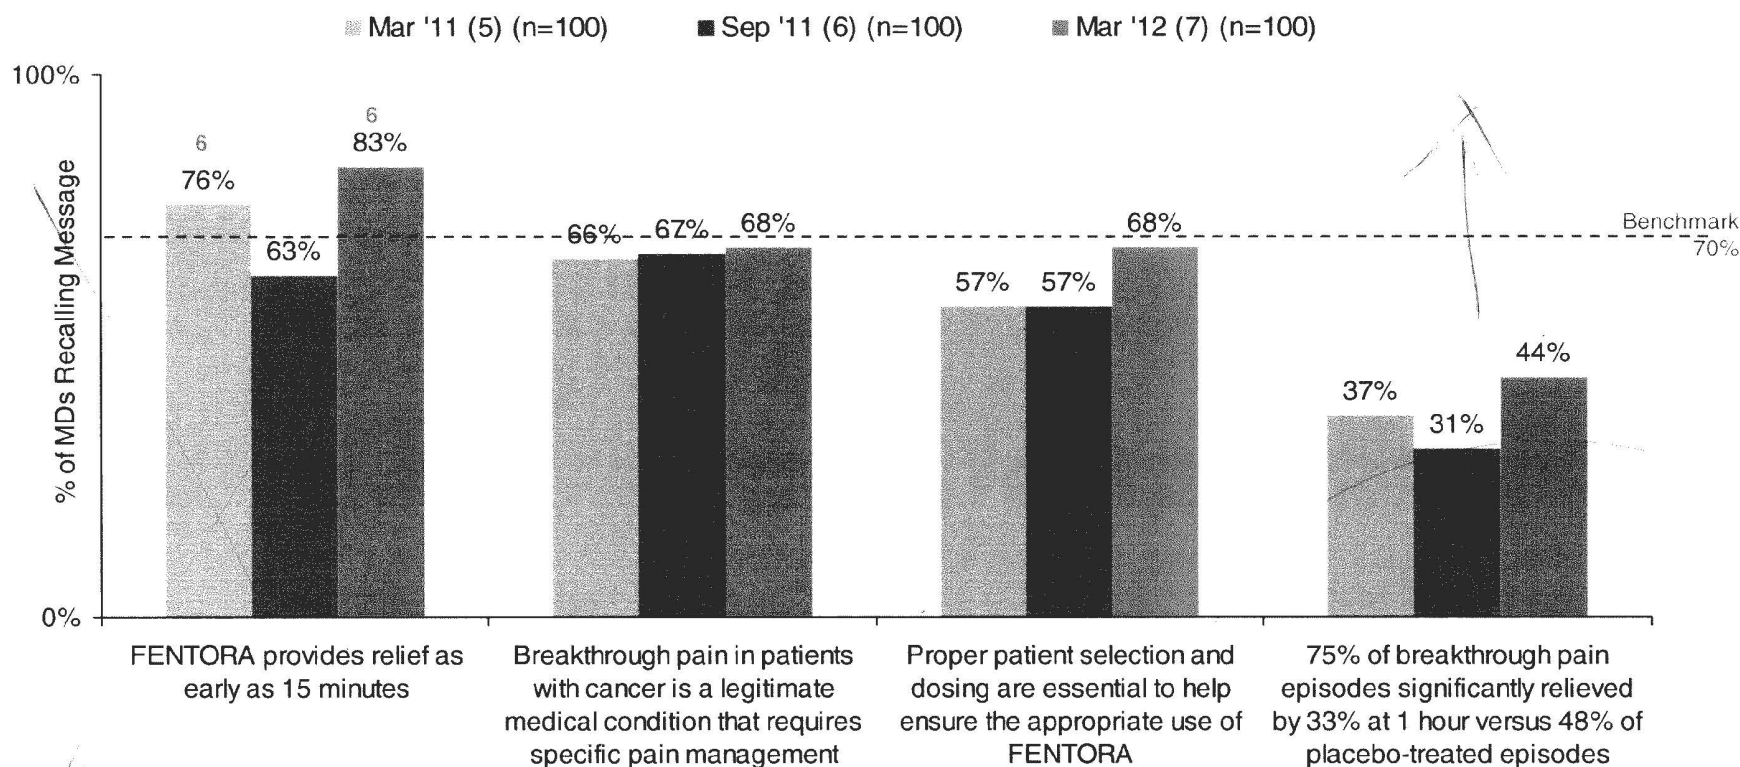 Mar '11 (5) (n=100) Sep '11 (6) (n=100) Mar '12 (7) (n=100)
100%
6
83%
6
76%
% of MDs Recalling Message
Benchmark
66% 67% 68% 68%
63%
70%
57% 57%
44%
37%
31%
0%
FENTORA provides relief as
early as 15 minutes
Breakthrough pain in patients
with cancer is a legitimate
medical condition that requires
specific pain management
Proper patient selection and
dosing are essential to help
ensure the appropriate use of
FENTORA
75% of breakthrough pain
episodes significantly relieved
by 33% at 1 hour versus 48% of
placebo-treated episodes